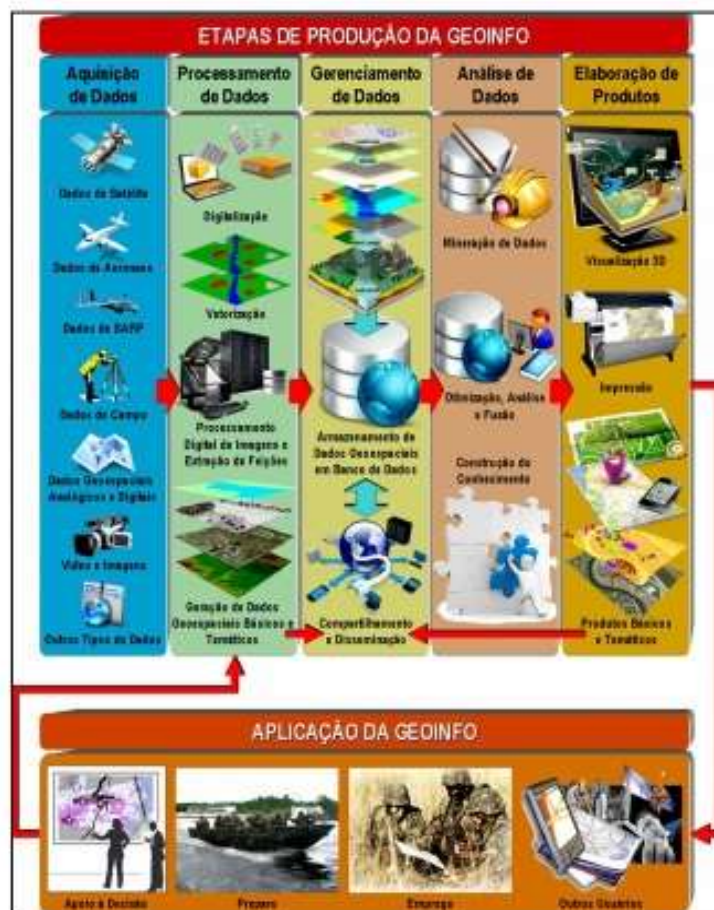 ETAPAS DE PRODUÇÃO DA GEOINFO
Aquisição
de Dados
Processamento
de Dados
Gerenciamento
de Dados
Análise de
Dados
Elaboração de
Produtos
Dados de Satélite
Dados de Aeronave
Dados de SARP
Dados de Campo
Dados Geoespaciais
Analógicos e Digitais
Vídeo e Imagens
Outros Tipos de Dados
Digitalização
Vetorização
Processamento
Digital de Imagens e
Extração de Feições
Geração de Dados
Geoespaciais Básicos e
Temáticos
Armazenamento de
Dados Geoespaciais
em Banco de Dados
Compartilhamento
e Disseminação
Mineração de Dados
Otimização, Análise
e Fusão
Construção do
Conhecimento
Visualização 3D
Impressão
Produtos Básicos
e Temáticos
APLICAÇÃO DA GEOINFO
Apoio à Decisão
Preparo
Emprego
Outros Usuários